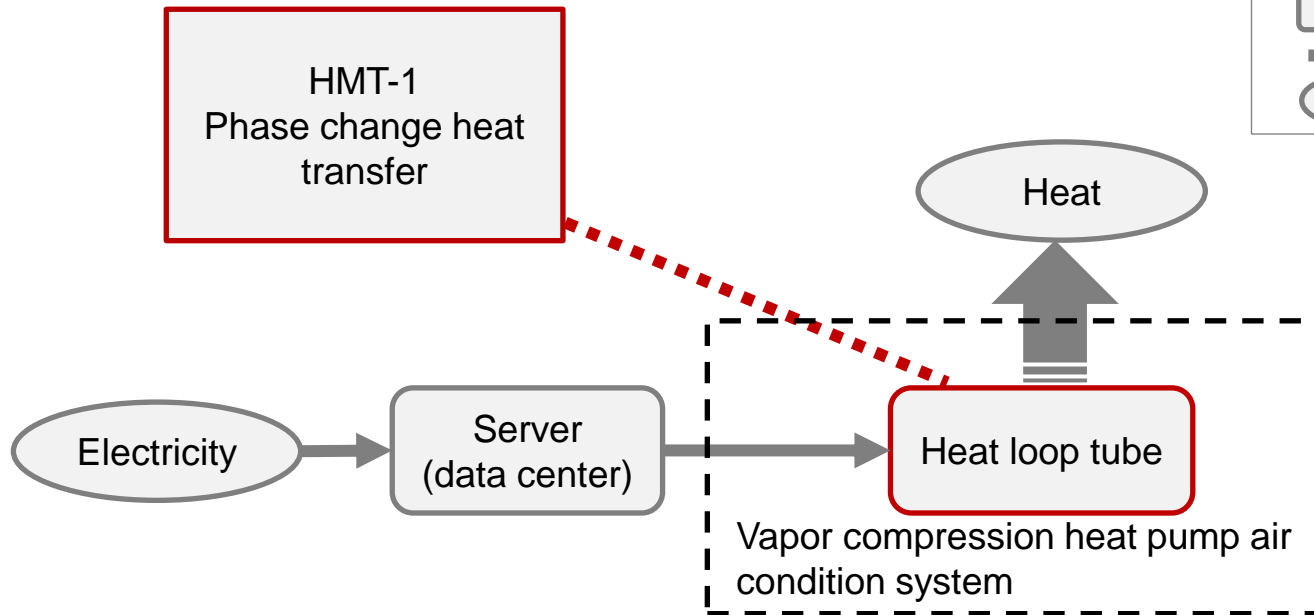 HMT-1
Phase change heat
transfer
Heat
Electricity
Server
(data center)
Heat loop tube
Vapor compression heat pump air
condition system